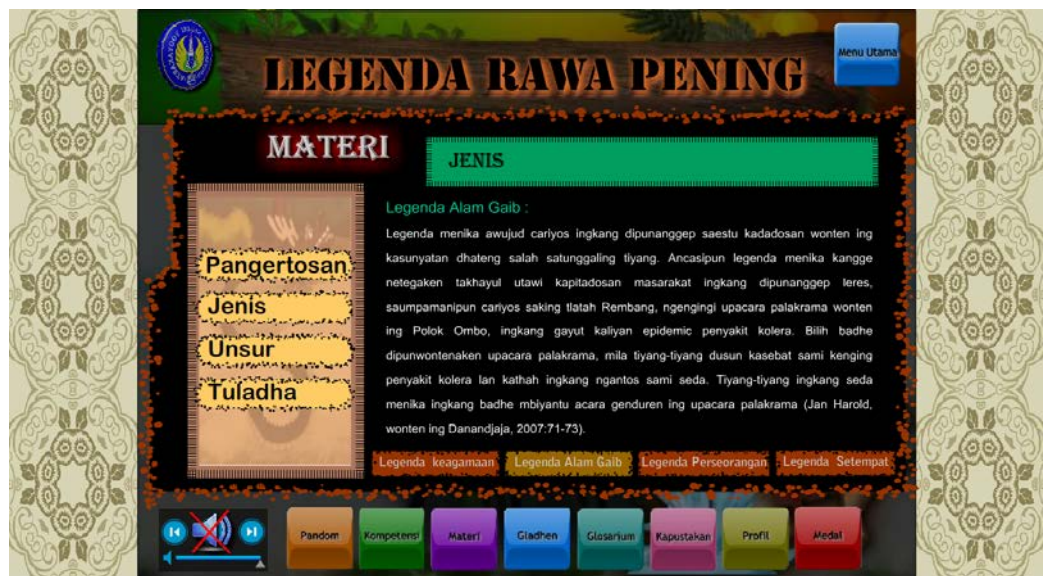 LEGENDA RAWA PENING
Menu Utama
MATERI
JENIS
Pangertosan
Jenis
Unsur
Tuladha
Legenda Alam Gaib :
Legenda menika awujud cariyos ingkang dipunanggep saestu kadadosan wonten ing
kasunyatan dhateng salah satunggaling tiyang. Ancasipun legenda menika kangge
netegaken takhayul utawi kapitadosan masarakat ingkang dipunanggep leres,
saumpamanipun cariyos saking tlatah Rembang, ngengingi upacara palakrama wonten
ing Polok Ombo, ingkang gayut kaliyan epidemic penyakit kolera. Bilih badhe
dipunwontenaken upacara palakrama, mila tiyang-tiyang dusun kasebat sami kenging
penyakit kolera lan kathah ingkang ngantos sami seda. Tiyang-tiyang ingkang seda
menika ingkang badhe mbiyantu acara genduren ing upacara palakrama (Jan Harold,
wonten ing Danandjaja, 2007:71-73).
Legenda keagamaan Legenda Alam Gaib Legenda Perseorangan Legenda Setempat
Pandom Kompetensi Materi Gladhen Glosarium Kapustakan Profil Medal